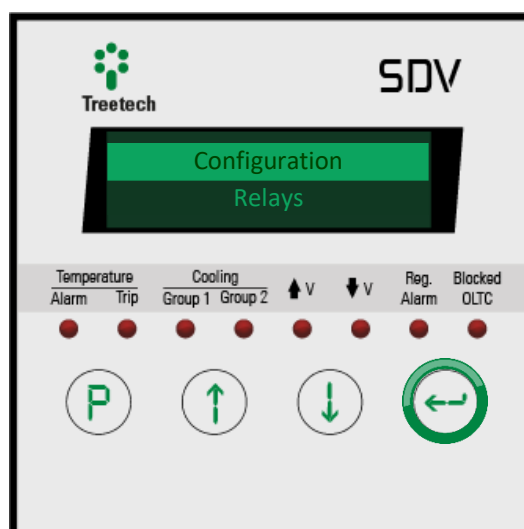 Treetech
SDV
Configuration
Relays
Temperature
Alarm Trip
Cooling
Group 1 Group 2
V
V
Reg.
Alarm
Blocked
OLTC
P